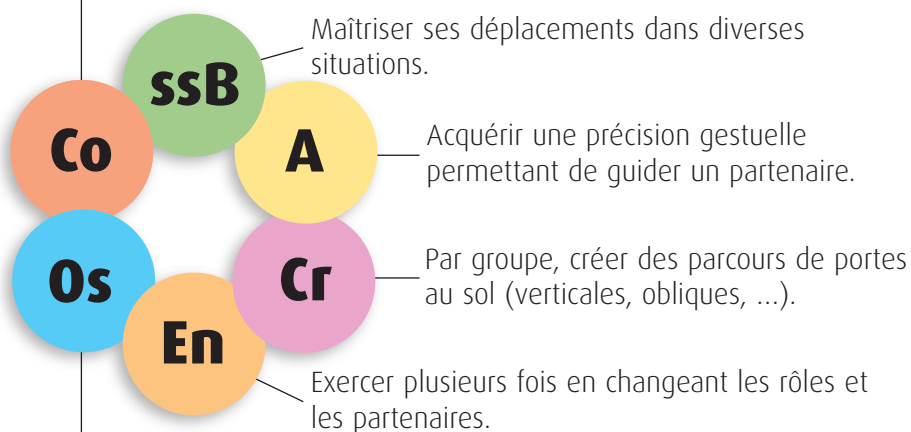 Maîtriser ses déplacements dans diverses
situations.
ssB
Co
A
Acquérir une précision gestuelle
permettant de guider un partenaire.
Os
Cr
Par groupe, créer des parcours de portes
au sol (verticales, obliques, ...).
En
Exercer plusieurs fois en changeant les rôles et
les partenaires.